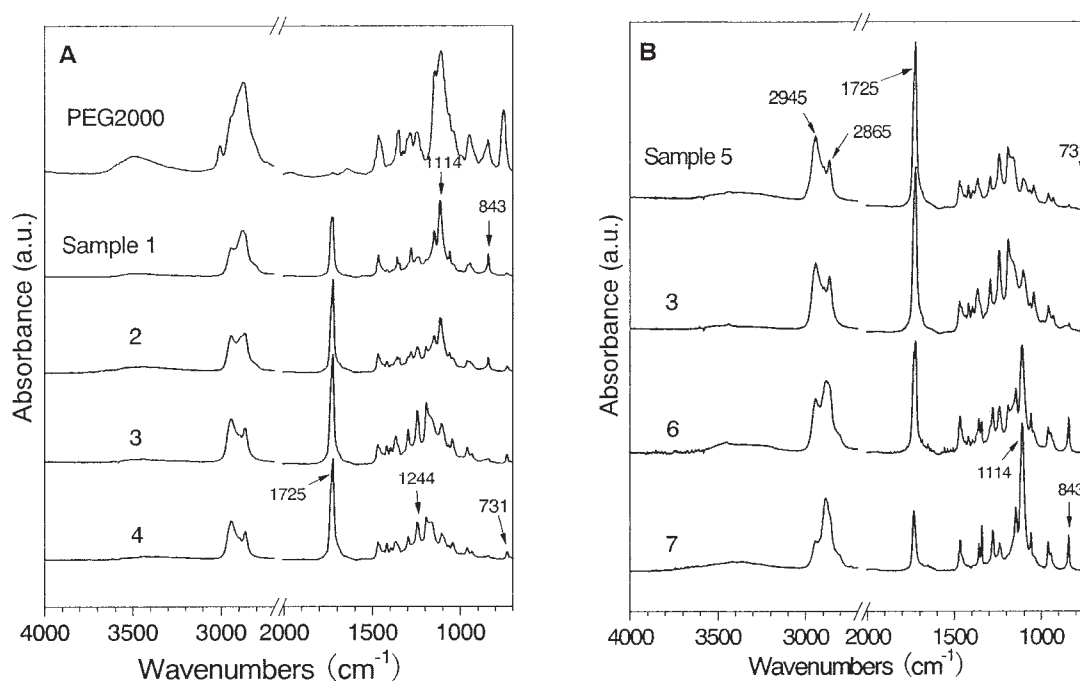 A
PEG2000
1114
843
Sample 1
2
3
1725
1244
731
4
Absorbance (a.u.)
4000 3000 2000 1500 1000
Wavenumbers (cm-1)
B
1725
2945
2865
Sample 5
73
3
6
1114
843
7
Absorbance (a.u.)
4000 3500 3000 2000 1500 1000
Wavenumbers (cm-1)